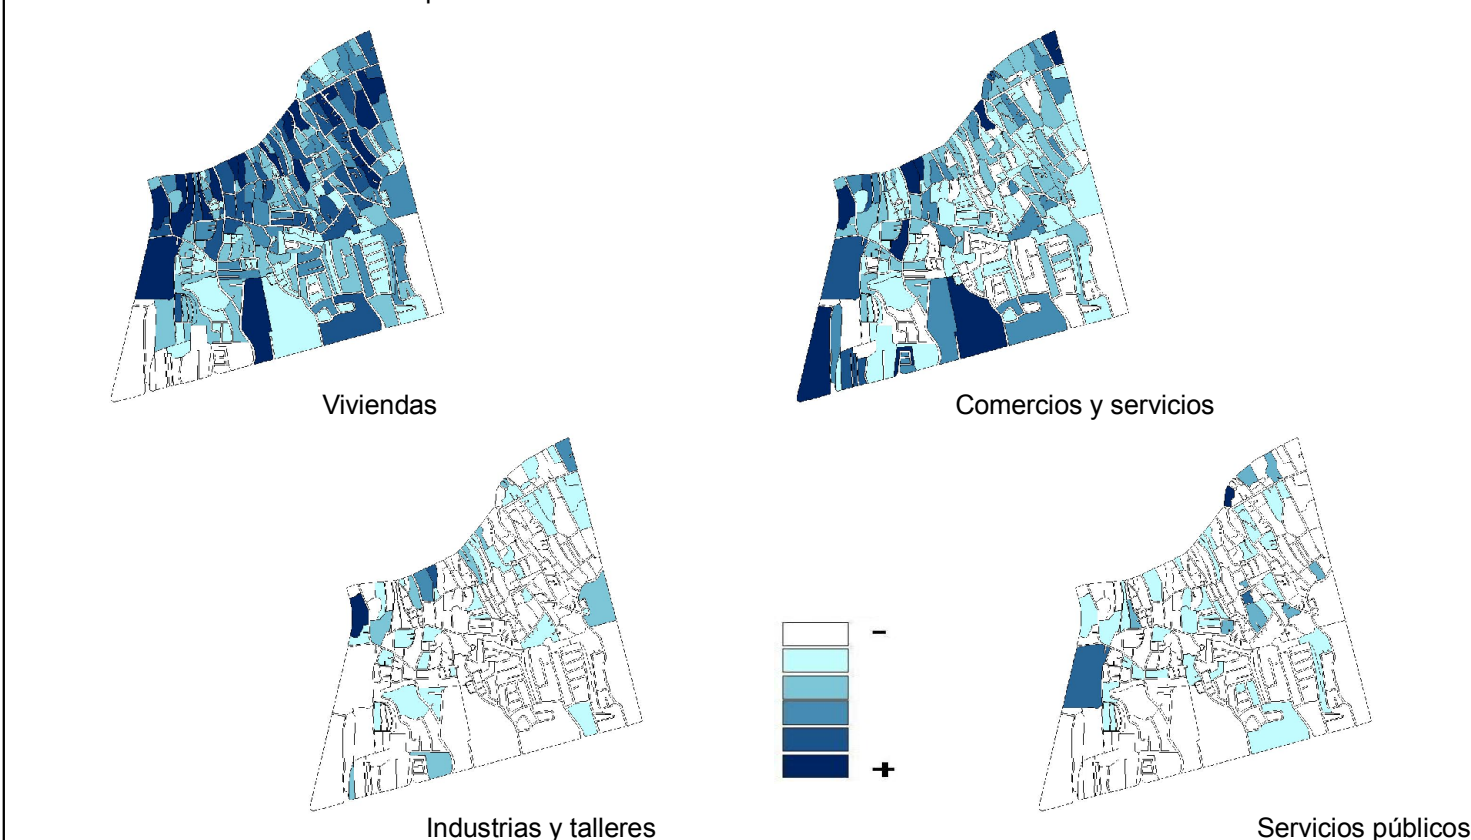 Viviendas
Comercios y servicios
-
+
Industrias y talleres
Servicios públicos